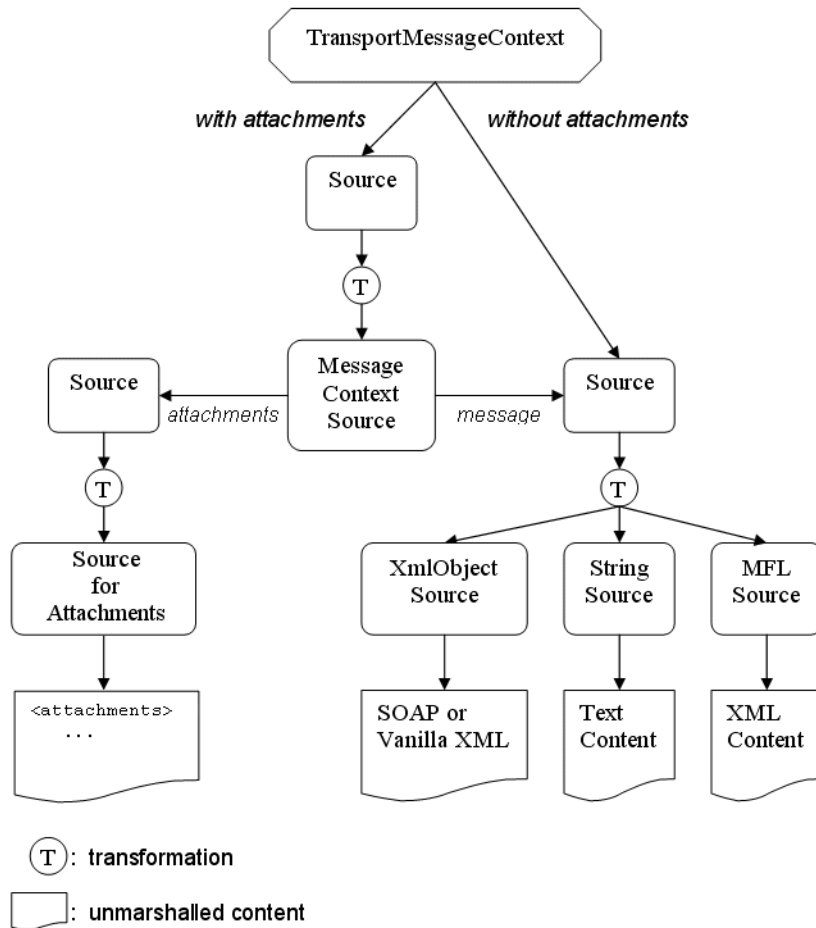 TransportMessageContext
with attachments
without attachments
Source
T
Source
Message
Context
Source
Source
attachments
message
T
T
Source
for
Attachments
XmlObject
Source
String
Source
MFL
Source
<attachments>
...
SOAP or
Vanilla XML
Text
Content
XML
Content
T : transformation
: unmarshalled content